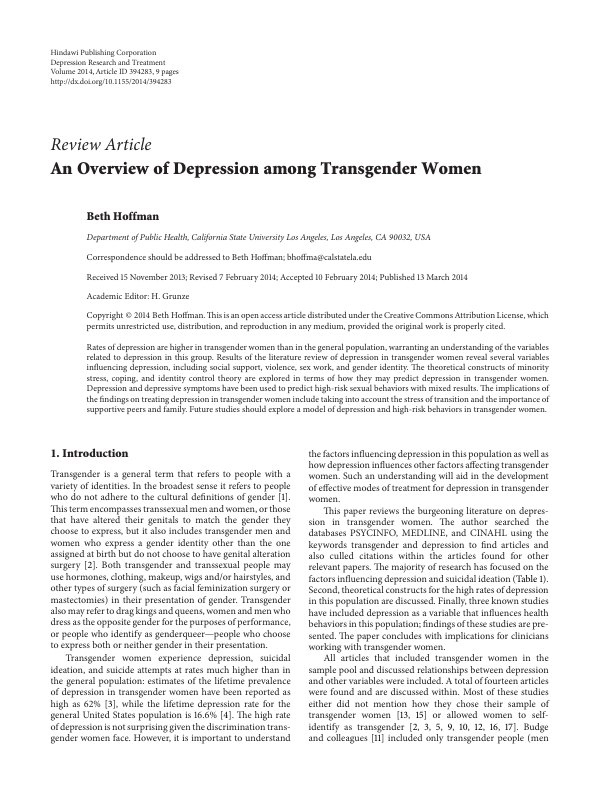 Hindawi Publishing Corporation
Depression Research and Treatment
Volume 2014, Article ID 394283, 9 pages
http://dx.doi.org/10.1155/2014/394283
Review Article
An Overview of Depression among Transgender Women
Beth Hoffman
Department of Public Health, California State University Los Angeles, Los Angeles, CA 90032, USA
Correspondence should be addressed to Beth Hoffman; bhoffma@calstatela.edu
Received 15 November 2013; Revised 7 February 2014; Accepted 10 February 2014; Published 13 March 2014
Academic Editor: H. Grunze
Copyright © 2014 Beth Hoffman. This is an open access article distributed under the Creative Commons Attribution License, which
permits unrestricted use, distribution, and reproduction in any medium, provided the original work is properly cited.
Rates of depression are higher in transgender women than in the general population, warranting an understanding of the variables
related to depression in this group. Results of the literature review of depression in transgender women reveal several variables
influencing depression, including social support, violence, sex work, and gender identity. The theoretical constructs of minority
stress, coping, and identity control theory are explored in terms of how they may predict depression in transgender women.
Depression and depressive symptoms have been used to predict high-risk sexual behaviors with mixed results. The implications of
the findings on treating depression in transgender women include taking into account the stress of transition and the importance of
supportive peers and family. Future studies should explore a model of depression and high-risk behaviors in transgender women.
1. Introduction
Transgender is a general term that refers to people with a
variety of identities. In the broadest sense it refers to people
who do not adhere to the cultural definitions of gender [1].
This term encompasses transsexual men and women, or those
that have altered their genitals to match the gender they
choose to express, but it also includes transgender men and
women who express a gender identity other than the one
assigned at birth but do not choose to have genital alteration
surgery [2]. Both transgender and transsexual people may
use hormones, clothing, makeup, wigs and/or hairstyles, and
other types of surgery (such as facial feminization surgery or
mastectomies) in their presentation of gender. Transgender
also may refer to drag kings and queens, women and men who
dress as the opposite gender for the purposes of performance,
or people who identify as genderqueer—people who choose
to express both or neither gender in their presentation.
Transgender women experience depression, suicidal
ideation, and suicide attempts at rates much higher than in
the general population: estimates of the lifetime prevalence
of depression in transgender women have been reported as
high as 62% [3], while the lifetime depression rate for the
general United States population is 16.6% [4]. The high rate
of depression is not surprising given the discrimination trans-
gender women face. However, it is important to understand
the factors influencing depression in this population as well as
how depression influences other factors affecting transgender
women. Such an understanding will aid in the development
of effective modes of treatment for depression in transgender
women.
This paper reviews the burgeoning literature on depres-
sion in transgender women. The author searched the
databases PSYCINFO, MEDLINE, and CINAHL using the
keywords transgender and depression to find articles and
also culled citations within the articles found for other
relevant papers. The majority of research has focused on the
factors influencing depression and suicidal ideation (Table 1).
Second, theoretical constructs for the high rates of depression
in this population are discussed. Finally, three known studies
have included depression as a variable that influences health
behaviors in this population; findings of these studies are pre-
sented. The paper concludes with implications for clinicians
working with transgender women.
All articles that included transgender women in the
sample pool and discussed relationships between depression
and other variables were included. A total of fourteen articles
were found and are discussed within. Most of these studies
either did not mention how they chose their sample of
transgender women [13, 15] or allowed women to self-
identify as transgender [2, 3, 5, 9, 10, 12, 16, 17]. Budge
and colleagues [11] included only transgender people (men